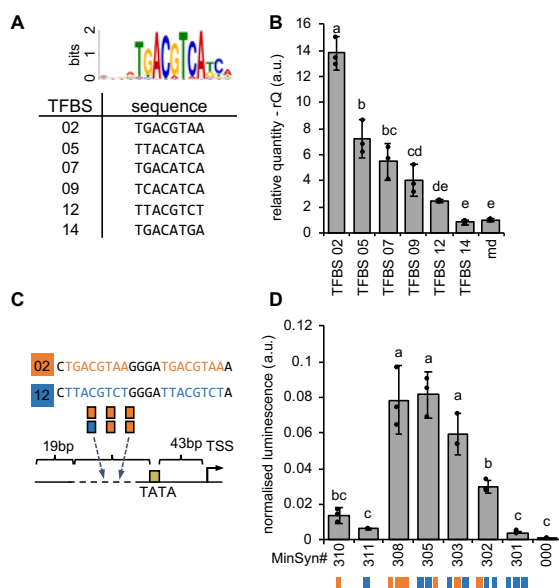 A
bits
2
1
0
TGACGTCA
TFBS sequence
02 TGACGTAA
05 TTACATCA
07 TGACATCA
09 TCACATCA
12 TTACGTCT
14 TGACATGA
B
relative quantity - rQ (a.u.)
16
14
12
10
8
6
4
2
0
a
b
bc
cd
de
e
e
TFBS 02
TFBS 05
TFBS 07
TFBS 09
TFBS 12
TFBS 14
md
C
02 CTGACGTAAGGGATGACGTAAA
12 CTTACGTCTGGGATTACGTCTA
19bp
43bp
TSS
TATA
D
normalised luminescence (a.u.)
0.12
0.1
0.08
0.06
0.04
0.02
0
bc
c
a
a
a
b
c
c
MinSyn#
310
311
308
305
303
302
301
000